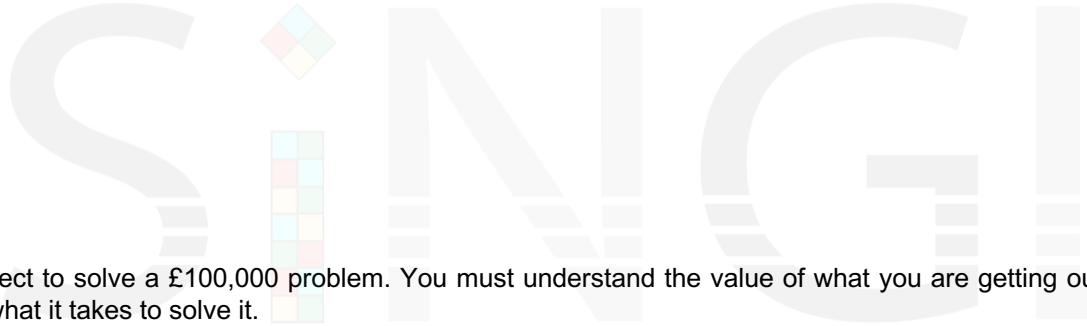 SiNG
ect to solve a £100,000 problem. You must understand the value of what you are getting ou
what it takes to solve it.